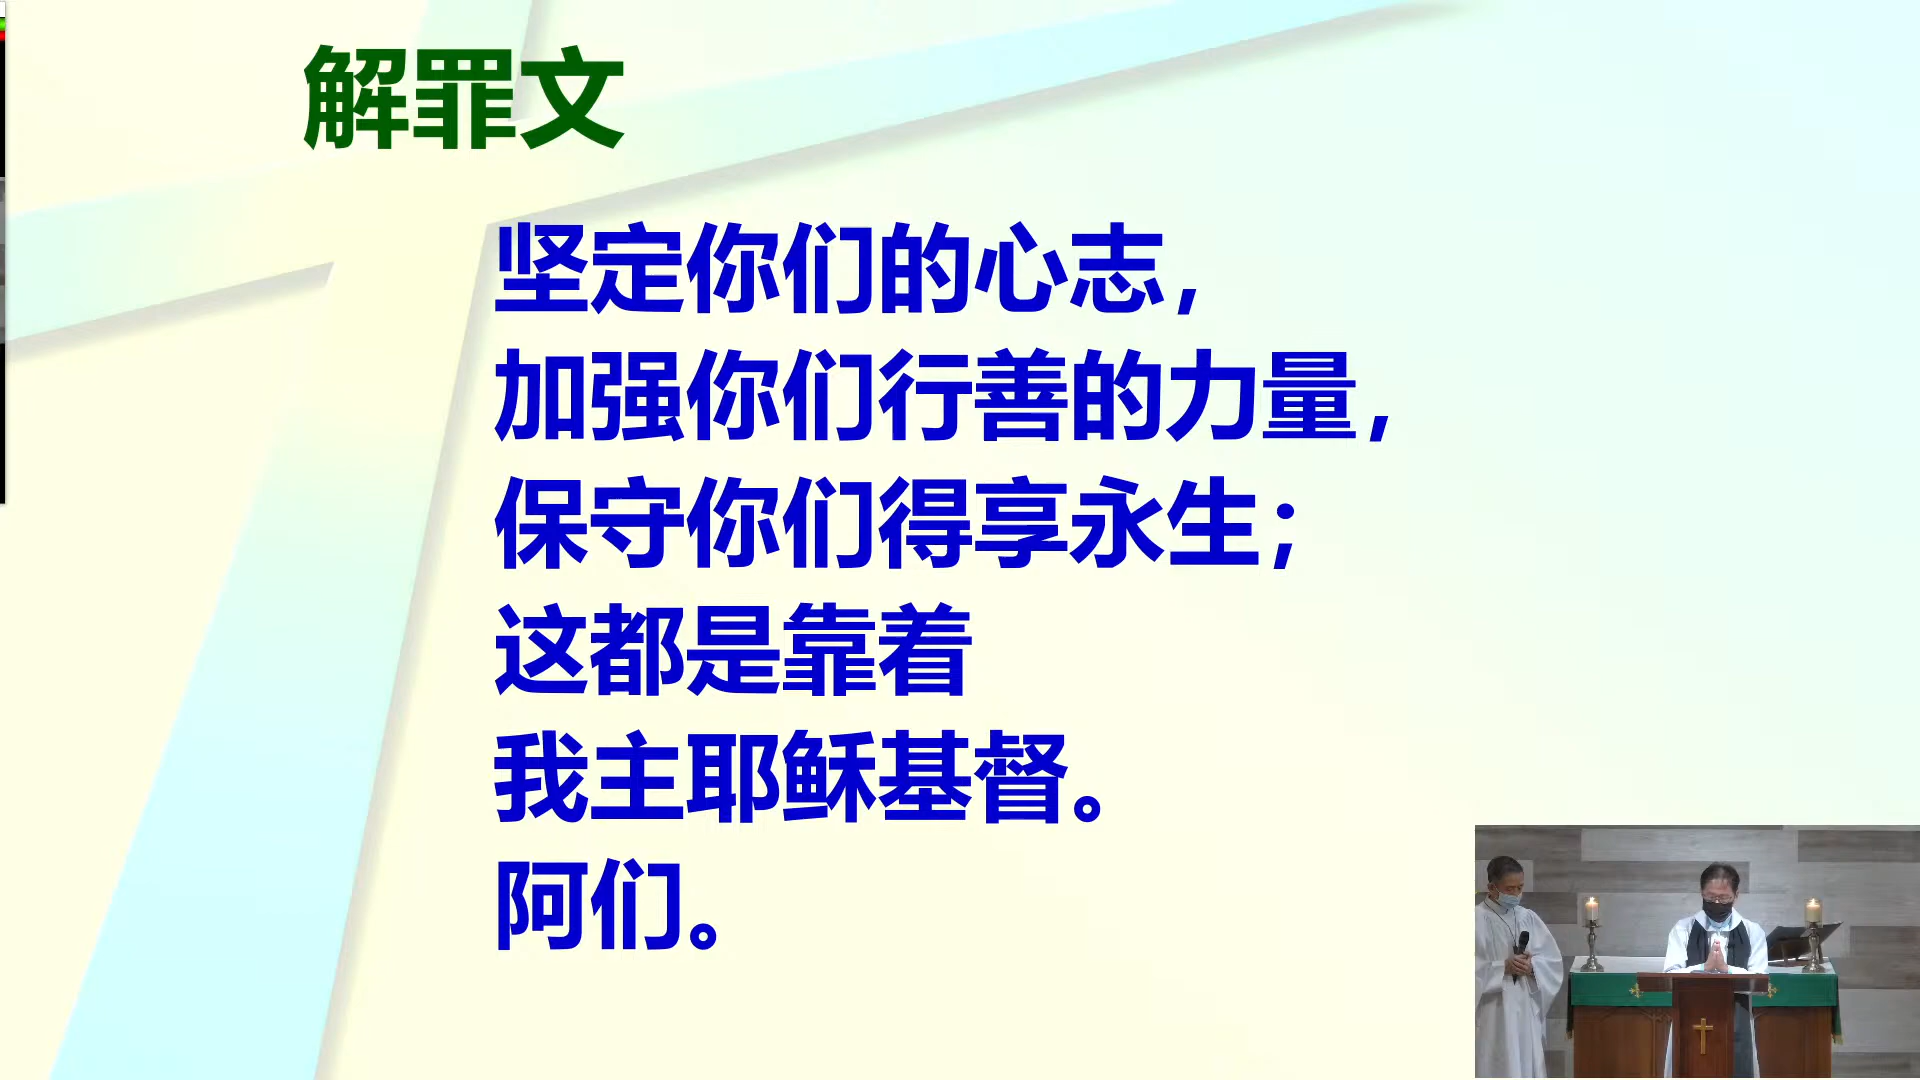 解罪文
坚定你们的心志，
加强你们行善的力量，
保守你们得享永生；
这都是靠着
我主耶稣基督。
阿们。